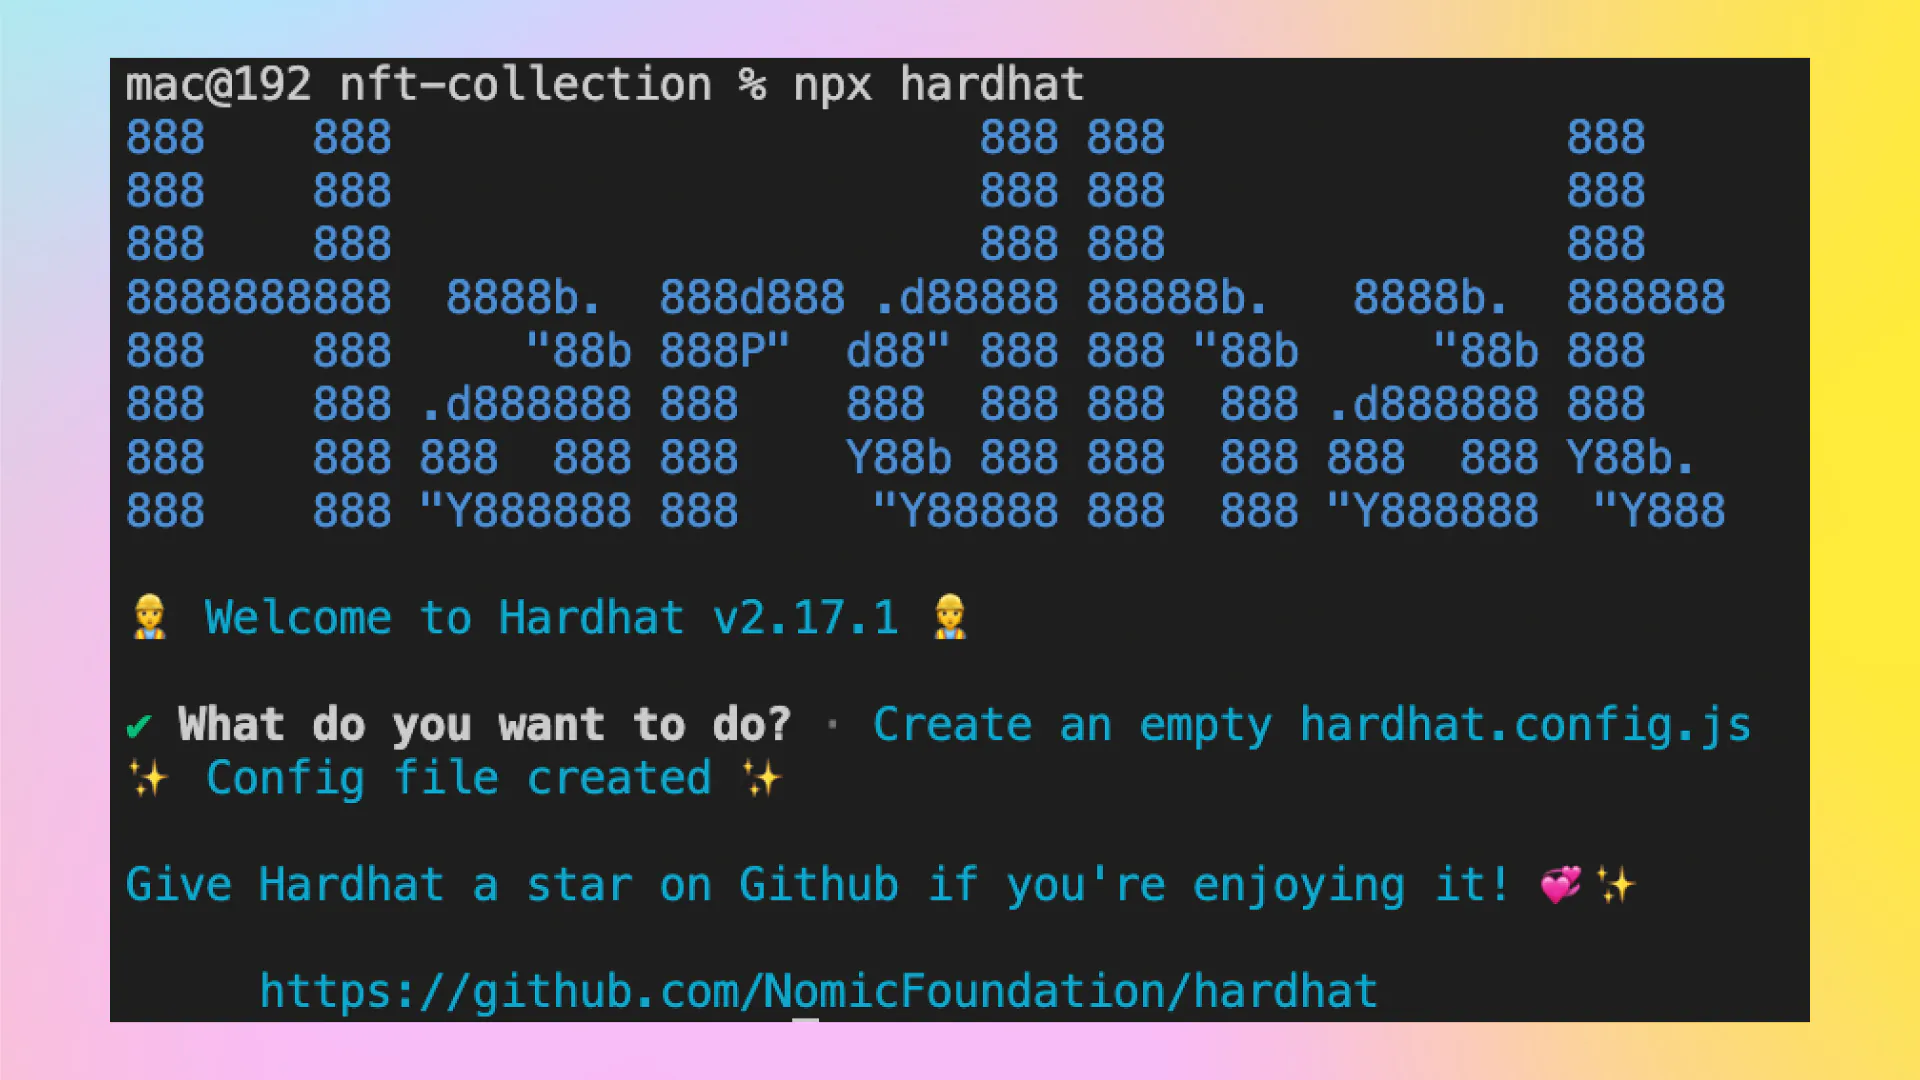 mac@192 nft-collection % npx hardhat
888    888                      888 888               888
888    888                      888 888               888
888    888                      888 888               888
8888888888  8888b.  888d888 .d88888 88888b.   8888b.  888888
888    888     "88b 888P"  d88" 888 888 "88b     "88b 888
888    888 .d888888 888    888  888 888  888 .d888888 888
888    888 888  888 888    Y88b 888 888  888 888  888 Y88b.
888    888 "Y888888 888     "Y88888 888  888 "Y888888  "Y888
👷 Welcome to Hardhat v2.17.1 👷
✔ What do you want to do? · Create an empty hardhat.config.js
✨ Config file created ✨
Give Hardhat a star on Github if you're enjoying it! 💞✨
https://github.com/NomicFoundation/hardhat